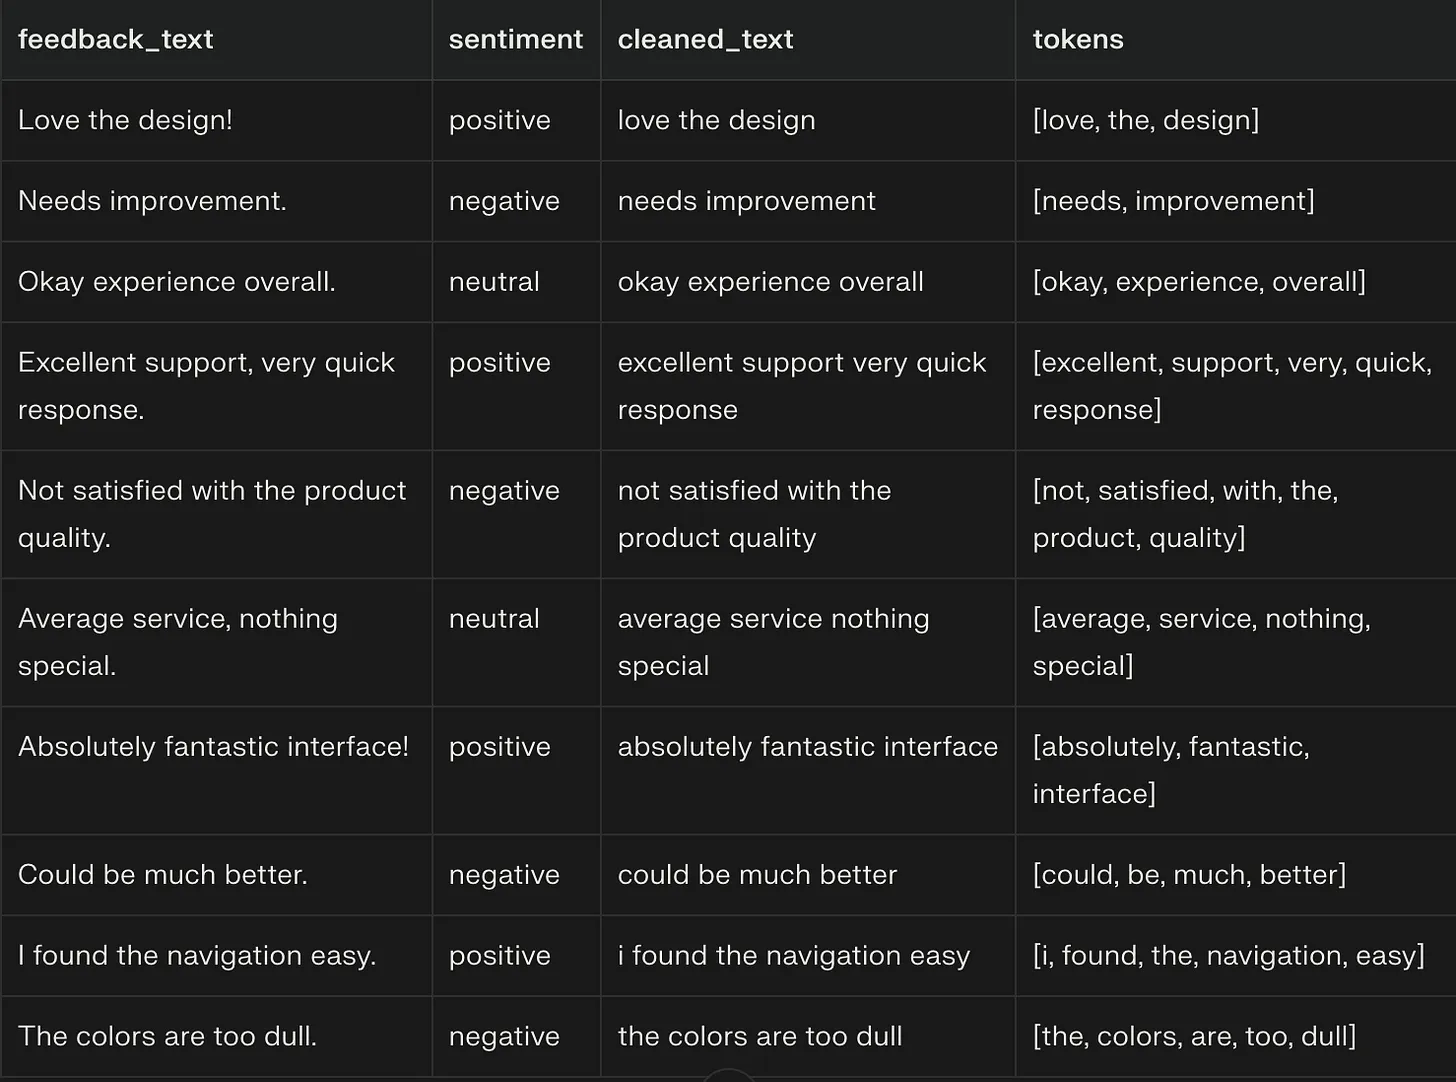 feedback_text sentiment cleaned_text tokens
Love the design! positive love the design [love, the, design]
Needs improvement. negative needs improvement [needs, improvement]
Okay experience overall. neutral okay experience overall [okay, experience, overall]
Excellent support, very quick positive excellent support very quick [excellent, support, very, quick,
response. response response]
Not satisfied with the product negative not satisfied with the [not, satisfied, with, the,
quality. product quality product, quality]
Average service, nothing neutral average service nothing [average, service, nothing,
special. special special]
Absolutely fantastic interface! positive absolutely fantastic interface [absolutely, fantastic,
interface]
Could be much better. negative could be much better [could, be, much, better]
I found the navigation easy. positive i found the navigation easy [i, found, the, navigation, easy]
The colors are too dull. negative the colors are too dull [the, colors, are, too, dull]